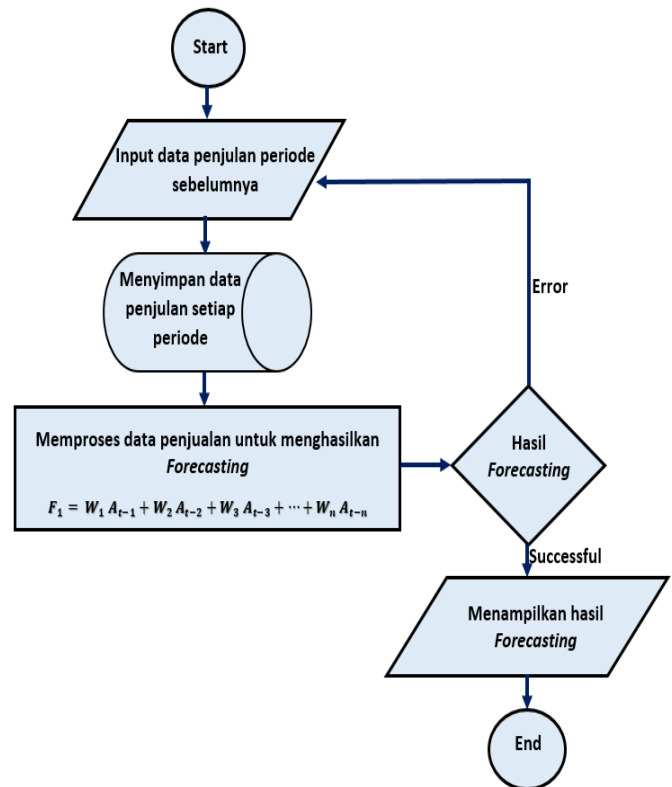 Start
Input data penjulan periode
sebelumnya
Menyimpan data
penjulan setiap
periode
Error
Memproses data penjualan untuk menghasilkan
Forecasting
F₁ = W₁ Aₜ₋₁ + W₂ Aₜ₋₂ + W₃ Aₜ₋₃ + ⋯ + Wₙ Aₜ₋ₙ
Hasil
Forecasting
Successful
Menampilkan hasil
Forecasting
End